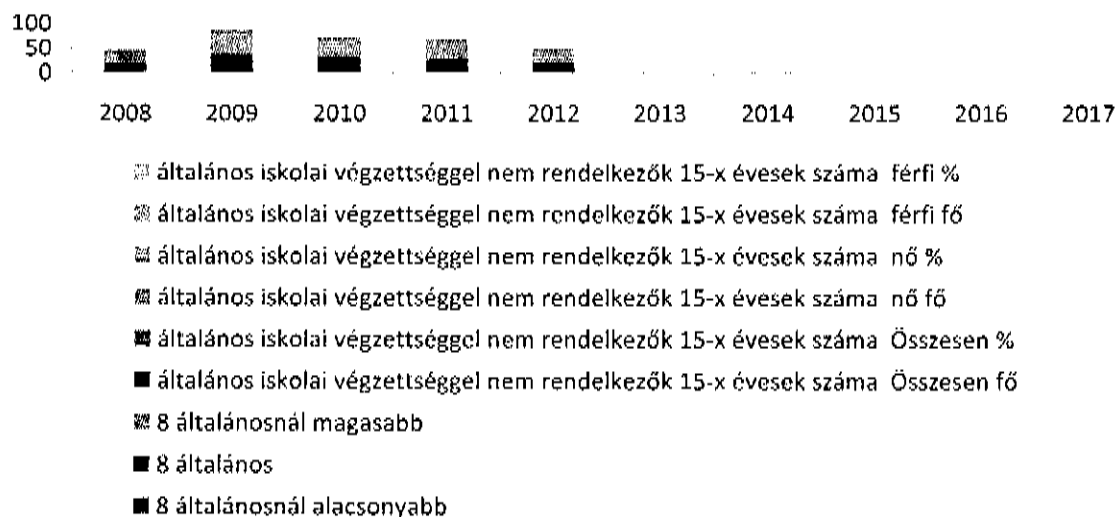 100
50
0
2008 2009 2010 2011 2012 2013 2014 2015 2016 2017
általános iskolai végzettséggel nem rendelkezők 15-x évesek száma férfi %
általános iskolai végzettséggel nem rendelkezők 15-x évesek száma férfi fő
általános iskolai végzettséggel nem rendelkezők 15-x évesek száma nő %
általános iskolai végzettséggel nem rendelkezők 15-x évesek száma nő fő
általános iskolai végzettséggel nem rendelkezők 15-x évesek száma Összesen %
általános iskolai végzettséggel nem rendelkezők 15-x évesek száma Összesen fő
8 általánosnál magasabb
8 általános
8 általánosnál alacsonyabb